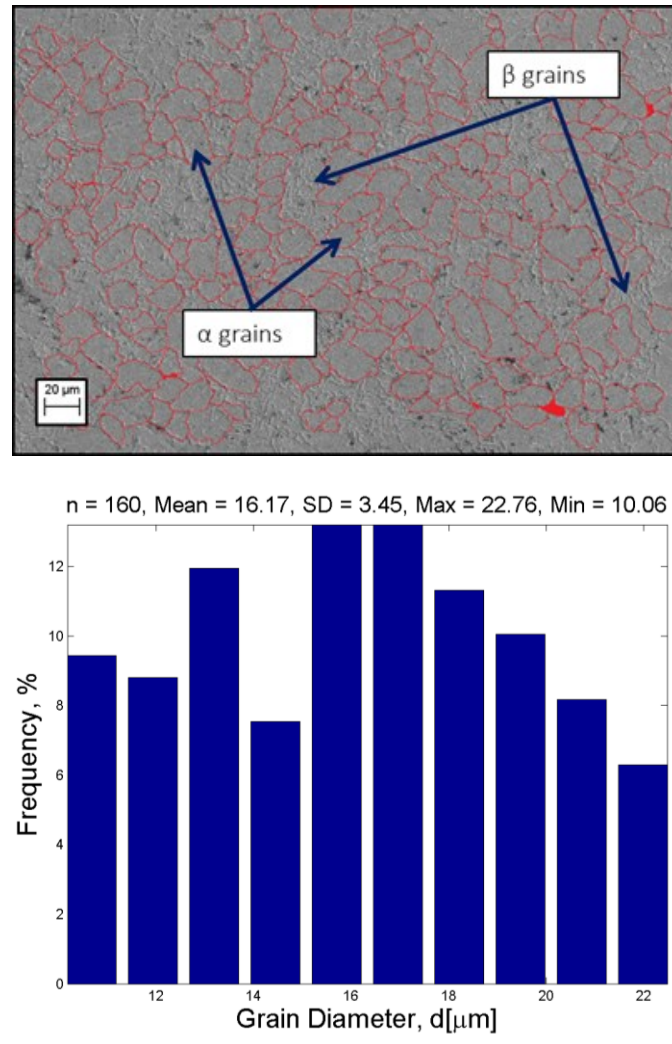 β grains
α grains
20 μm
n = 160, Mean = 16.17, SD = 3.45, Max = 22.76, Min = 10.06
12
10
8
6
4
2
0
12 14 16 18 20 22
Frequency, %
Grain Diameter, d[μm]